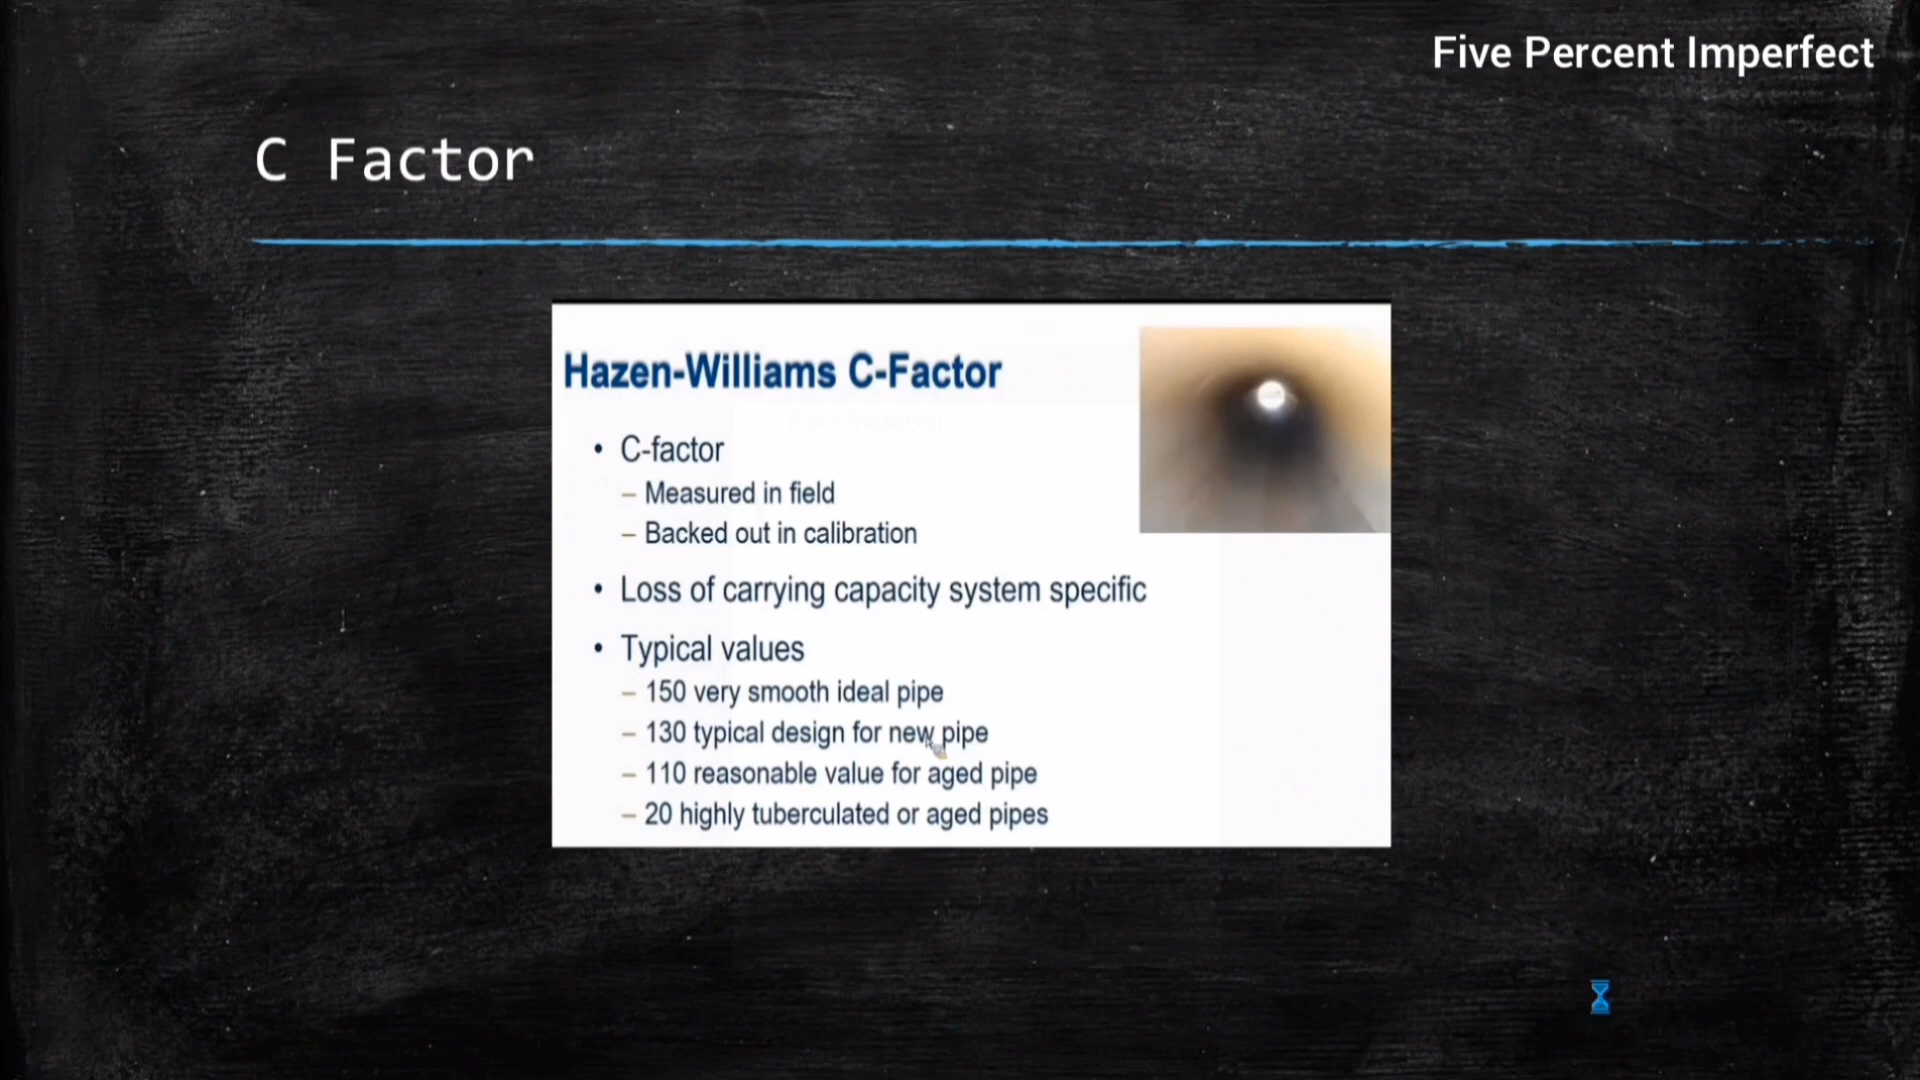 Five Percent Imperfect
C Factor
Hazen-Williams C-Factor
• C-factor
– Measured in field
– Backed out in calibration
• Loss of carrying capacity system specific
• Typical values
– 150 very smooth ideal pipe
– 130 typical design for new pipe
– 110 reasonable value for aged pipe
– 20 highly tuberculated or aged pipes